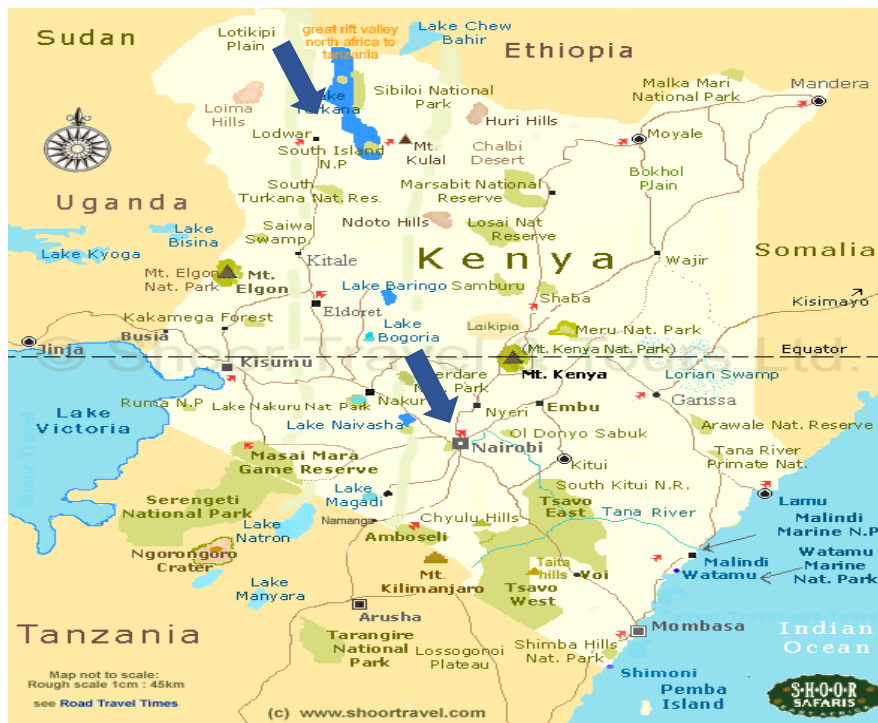 Sudan
Lotikipi
Plain
great rift valley
north africa to
tanzania
Lake Chew
Bahir
Ethiopia
Malka Mari
National Park
Mandera
Loima
Hills
Turkana
Sibiloi National
Park
Huri Hills
Lodwar
South Island
N.P
Mt.
Kulal
Chalbi
Desert
Moyale
Bokhol
Plain
Uganda
South
Turkana Nat. Res.
Marsabit National
Reserve
Lake
Bisina
Saiwa
Swamp
Ndoto Hills
Losai Nat
Reserve
Lake Kyoga
Kitale
Kenya
Wajir
Somalia
Mt. Elgon
Nat. Park
Mt.
Elgon
Lake Baringo
Samburu
Shaba
Kisimayo
Eldoret
Kakamega Forest
Busia
Lake
Bogoria
Laikipia
Meru Nat. Park
Jinja
Equator
Kisumu
(Mt. Kenya Nat. Park)
Mt. Kenya
Lorian Swamp
Park
Ruma N.P
Lake Nakuru Nat. Park
Nyeri
Embu
Garissa
Lake
Victoria
Lake Naivasha
Ol Donyo Sabuk
Arawale Nat. Reserve
Nairobi
Masai Mara
Game Reserve
Kitui
Tana River
Primate Nat.
South Kitui N.R.
Serengeti
National Park
Lake
Magadi
Tsavo
East
Lamu
Namanga
Chyulu Hills
Tana River
Malindi
Marine N.P
Lake
Natron
Amboseli
Ngorongoro
Crater
Mt.
Kilimanjaro
Taita
hills
Voi
Malindi
Watamu
Watamu
Marine
Nat. Park
Lake
Manyara
Tsavo
West
Arusha
Tanzania
Tarangire
National
Park
Lossogonoi
Plateau
Shimba Hills
Nat. Park
Mombasa
Indian
Ocean
Shimoni
Pemba
Island
Map not to scale:
Rough scale 1cm : 45km
see Road Travel Times
(c) www.shoortravel.com
SHOOR
SAFARIS